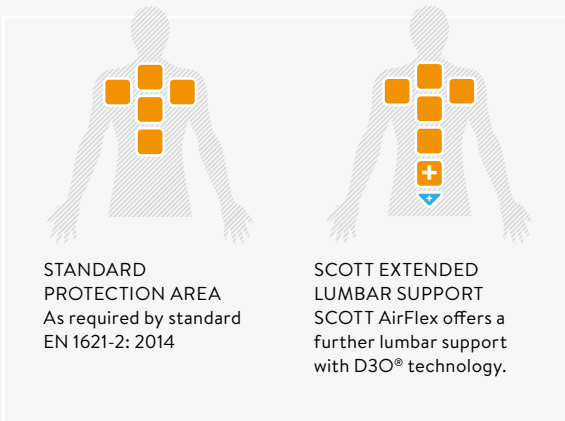 STANDARD
PROTECTION AREA
As required by standard
EN 1621-2: 2014
SCOTT EXTENDED
LUMBAR SUPPORT
SCOTT AirFlex offers a
further lumbar support
with D3O® technology.